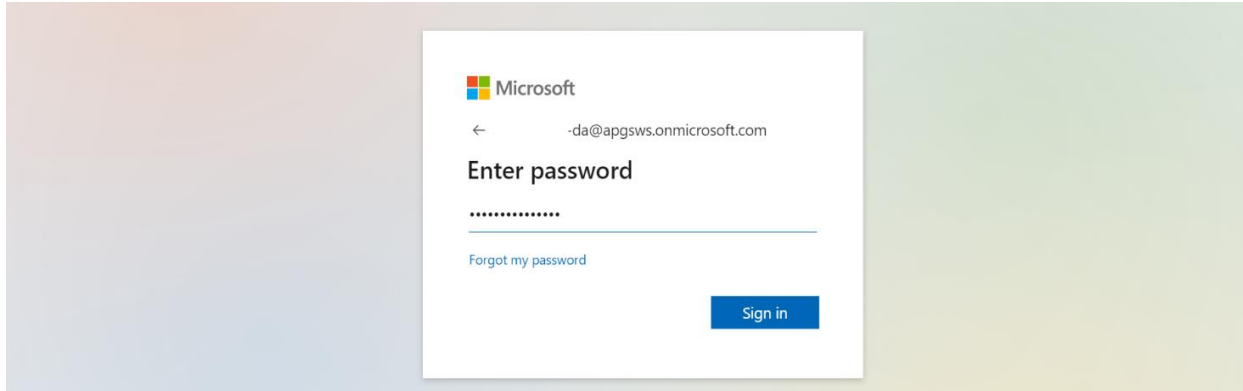 Microsoft
← -da@apgsws.onmicrosoft.com
Enter password
•••••••••••••••
Forgot my password
Sign in